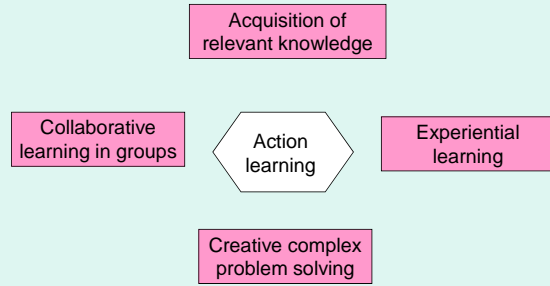 Acquisition of
relevant knowledge
Collaborative
learning in groups
Action
learning
Experiential
learning
Creative complex
problem solving